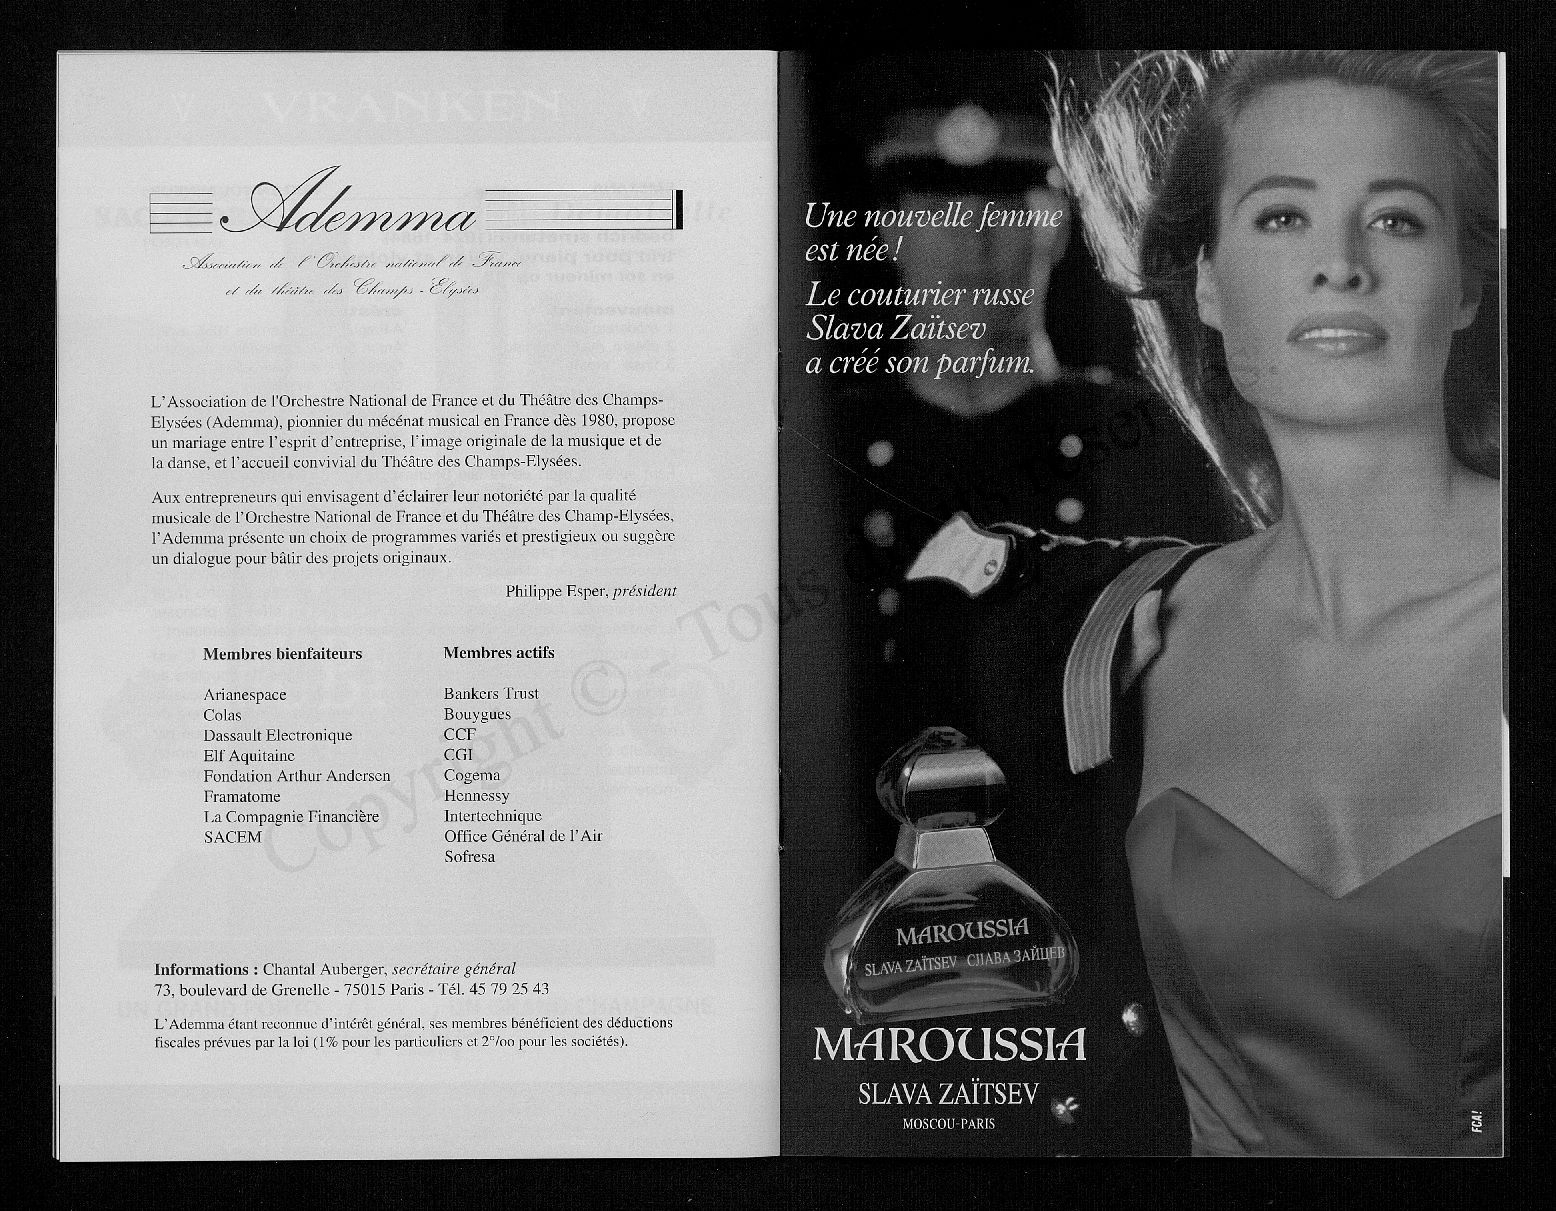 Ademma
Association de l'Orchestre national de France
et du théâtre des Champs - Elysées
L'Association de l'Orchestre National de France et du Théâtre des Champs-
Elysées (Ademma), pionnier du mécénat musical en France dès 1980, propose
un mariage entre l'esprit d'entreprise, l'image originale de la musique et de
la danse, et l'accueil convivial du Théâtre des Champs-Elysées.
Aux entrepreneurs qui envisagent d'éclairer leur notoriété par la qualité
musicale de l'Orchestre National de France et du Théâtre des Champ-Elysées,
l'Ademma présente un choix de programmes variés et prestigieux ou suggère
un dialogue pour bâtir des projets originaux.
Philippe Esper, président
Membres bienfaiteurs
Arianespace
Colas
Dassault Electronique
Elf Aquitaine
Fondation Arthur Andersen
Framatome
La Compagnie Financière
SACEM
Membres actifs
Bankers Trust
Bouygues
CCF
CGI
Cogema
Hennessy
Intertechnique
Office Général de l'Air
Sofresa
Informations : Chantal Auberger, secrétaire général
73, boulevard de Grenelle - 75015 Paris - Tél. 45 79 25 43
L'Ademma étant reconnue d'intérêt général, ses membres bénéficient des déductions
fiscales prévues par la loi (1% pour les particuliers et 2°/oo pour les sociétés).
VRANKEN
Copyright © - Tous
Une nouvelle femme
est née !
Le couturier russe
Slava Zaïtsev
a créé son parfum.
MAROUSSIA
SLAVA ZAÏTSEV СЛАВА ЗАЙЦЕВ
MAROUSSIA
SLAVA ZAÏTSEV
MOSCOU-PARIS
FCA!